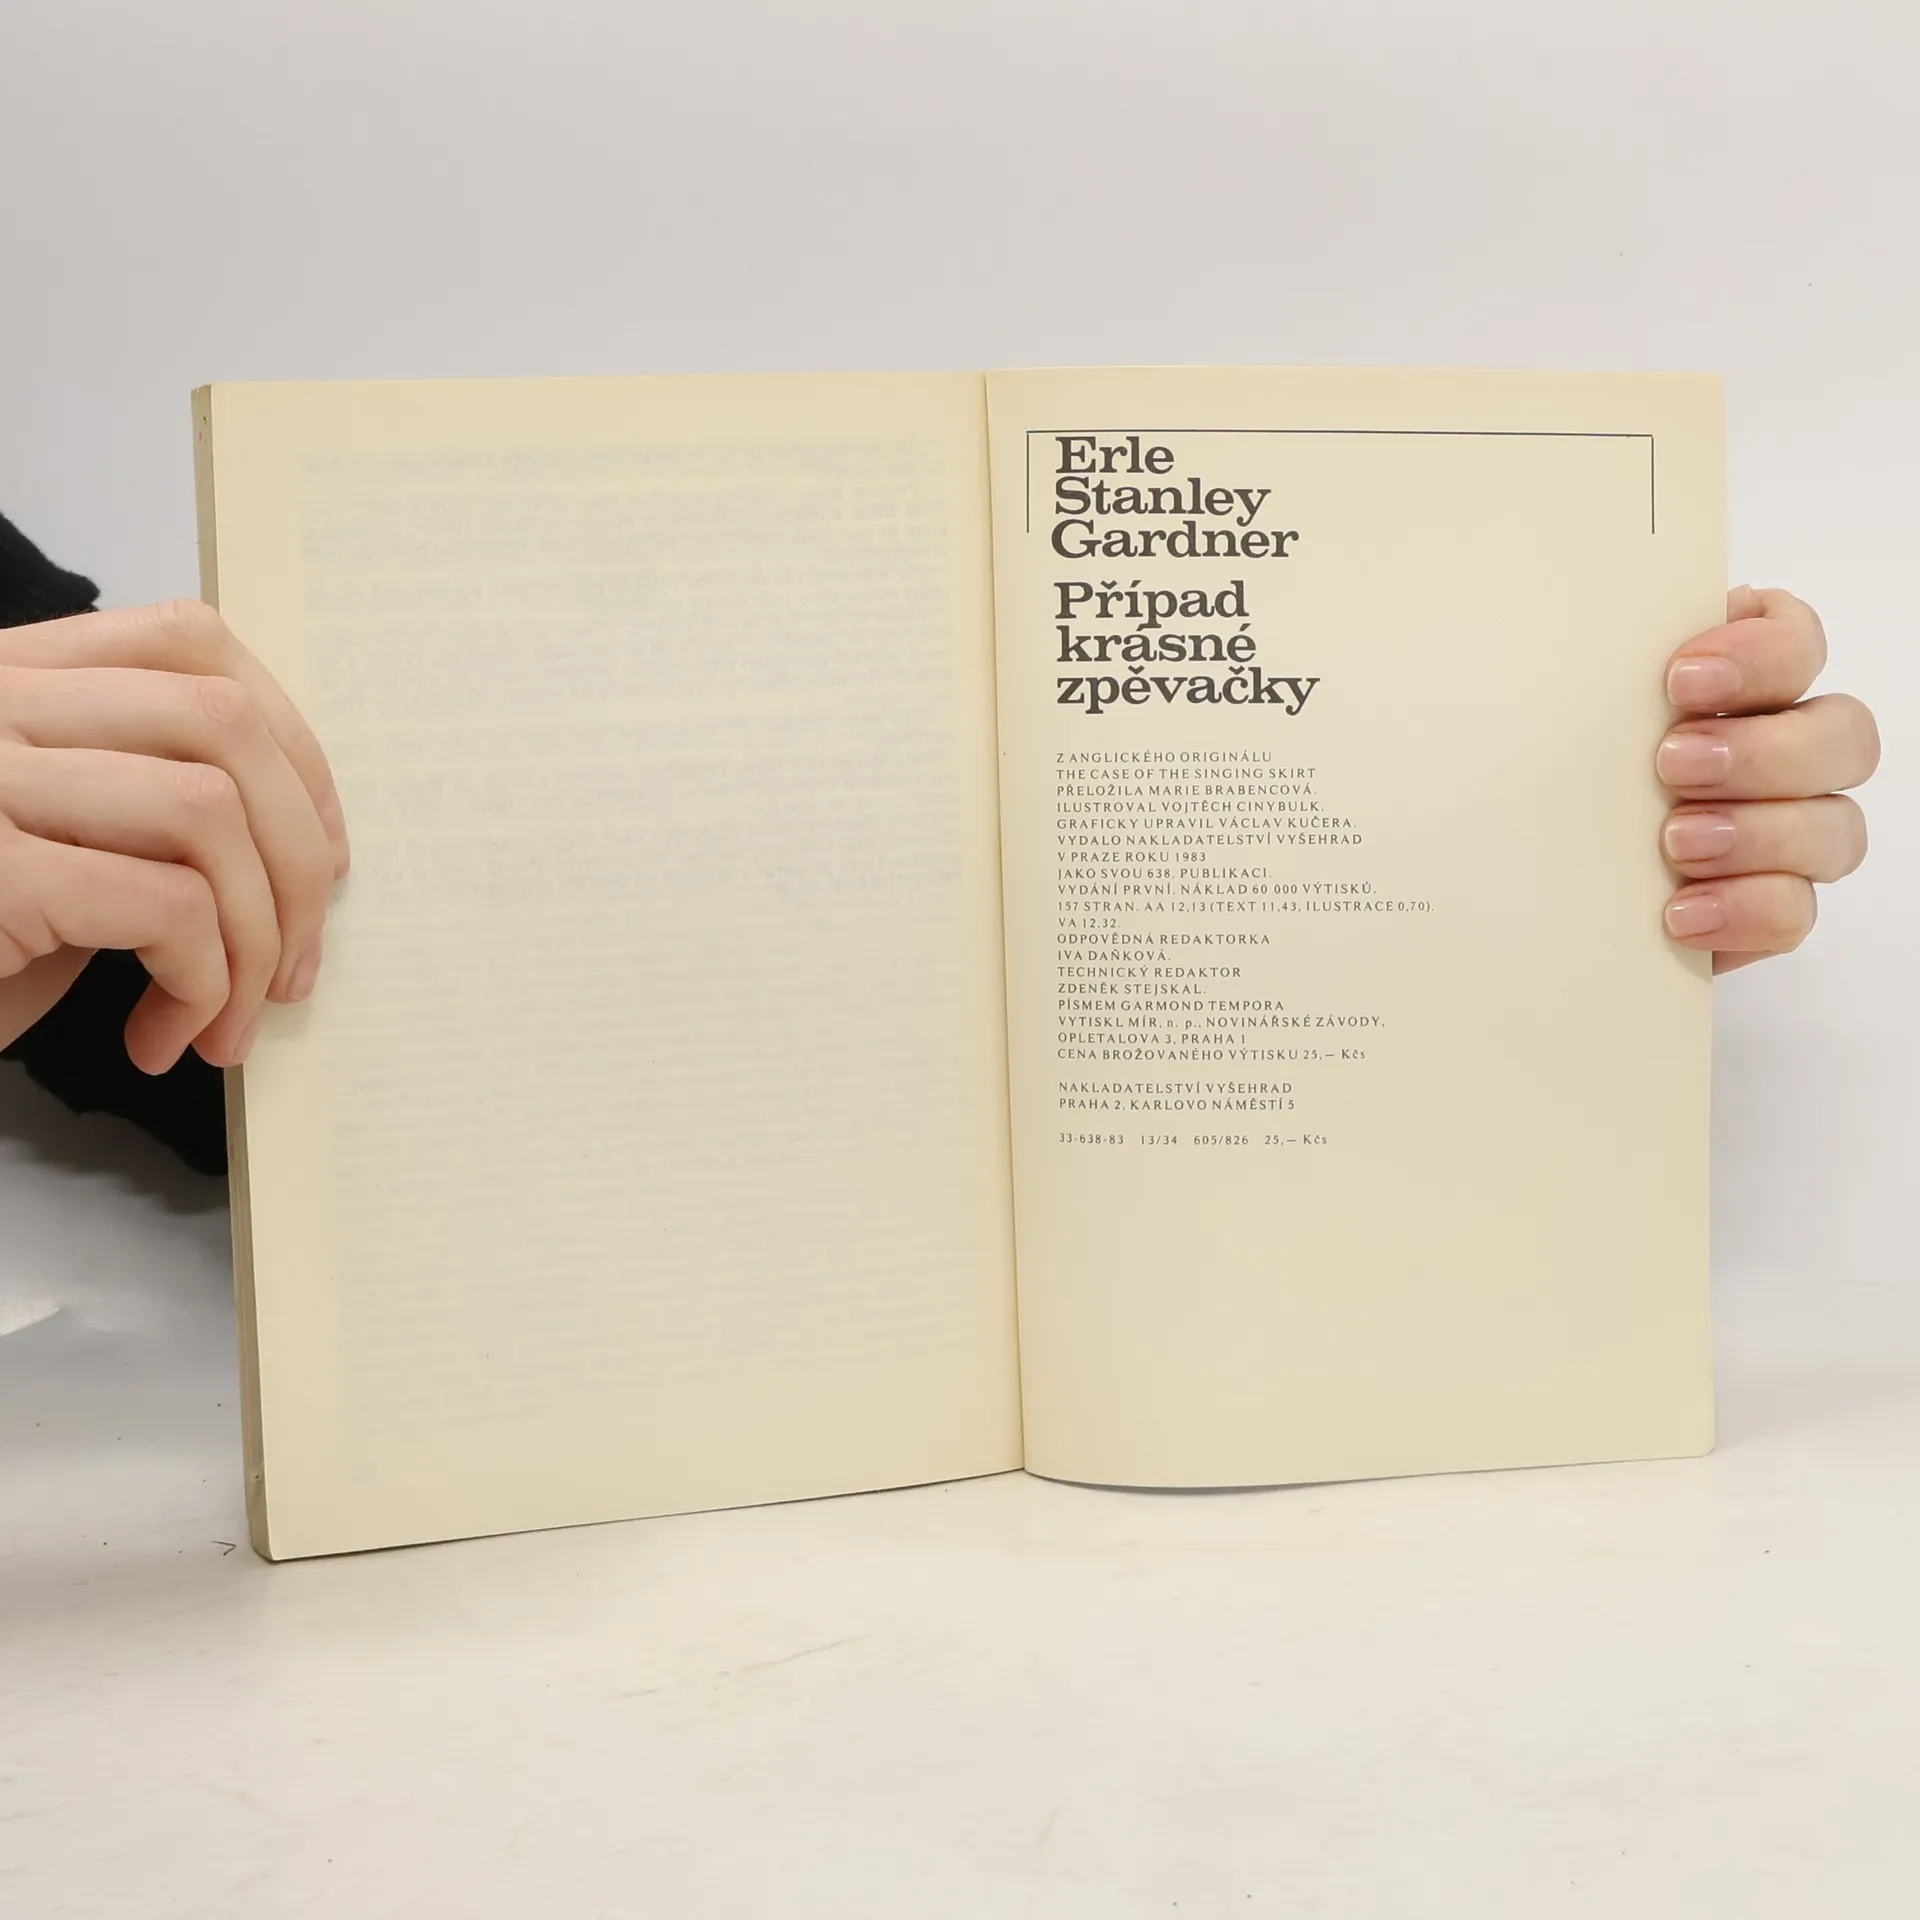 Erle
Stanley
Gardner
Případ
krásné
zpěvačky
Z ANGLICKÉHO ORIGINÁLU
THE CASE OF THE SINGING SKIRT
PŘELOŽILA MARIE BRABENCOVÁ.
ILUSTROVAL VOJTĚCH CINYBULK.
GRAFICKY UPRAVIL VÁCLAV KUČERA.
VYDALO NAKLADATELSTVÍ VYŠEHRAD
V PRAZE ROKU 1983
JAKO SVOU 638. PUBLIKACI.
VYDÁNÍ PRVNÍ. NÁKLAD 60 000 VÝTISKŮ.
157 STRAN. AA 12,13 (TEXT 11,43, ILUSTRACE 0,70).
VA 12,32.
ODPOVĚDNÁ REDAKTORKA
IVA DAŇKOVÁ.
TECHNICKÝ REDAKTOR
ZDENĚK STEJSKAL.
PÍSMEM GARMOND TEMPORA
VYTISKL MÍR, n. p., NOVINÁŘSKÉ ZÁVODY,
OPLETALOVA 3, PRAHA 1
CENA BROŽOVANÉHO VÝTISKU 25,— Kčs
NAKLADATELSTVÍ VYŠEHRAD
PRAHA 2, KARLOVO NÁMĚSTÍ 5
33-638-83 13/34 605/826 25,— Kčs